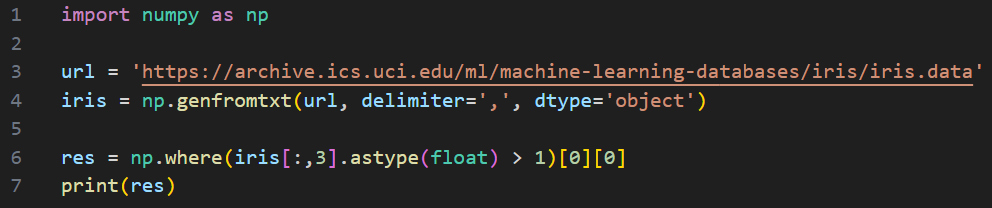 1 import numpy as np
2
3 url = 'https://archive.ics.uci.edu/ml/machine-learning-databases/iris/iris.data'
4 iris = np.genfromtxt(url, delimiter=',', dtype='object')
5
6 res = np.where(iris[:,3].astype(float) > 1)[0][0]
7 print(res)